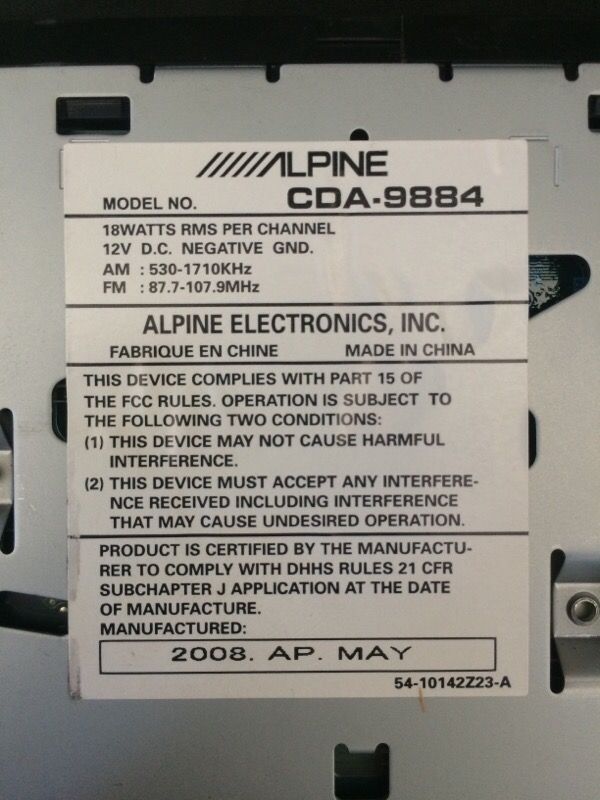 ALPINE
MODEL NO. CDA-9884
18WATTS RMS PER CHANNEL
12V D.C. NEGATIVE GND.
AM : 530-1710KHz
FM : 87.7-107.9MHz
ALPINE ELECTRONICS, INC.
FABRIQUE EN CHINE MADE IN CHINA
THIS DEVICE COMPLIES WITH PART 15 OF
THE FCC RULES. OPERATION IS SUBJECT TO
THE FOLLOWING TWO CONDITIONS:
(1) THIS DEVICE MAY NOT CAUSE HARMFUL
INTERFERENCE.
(2) THIS DEVICE MUST ACCEPT ANY INTERFERE-
NCE RECEIVED INCLUDING INTERFERENCE
THAT MAY CAUSE UNDESIRED OPERATION.
PRODUCT IS CERTIFIED BY THE MANUFACTU-
RER TO COMPLY WITH DHHS RULES 21 CFR
SUBCHAPTER J APPLICATION AT THE DATE
OF MANUFACTURE.
MANUFACTURED:
2008. AP. MAY
54-10142Z23-A